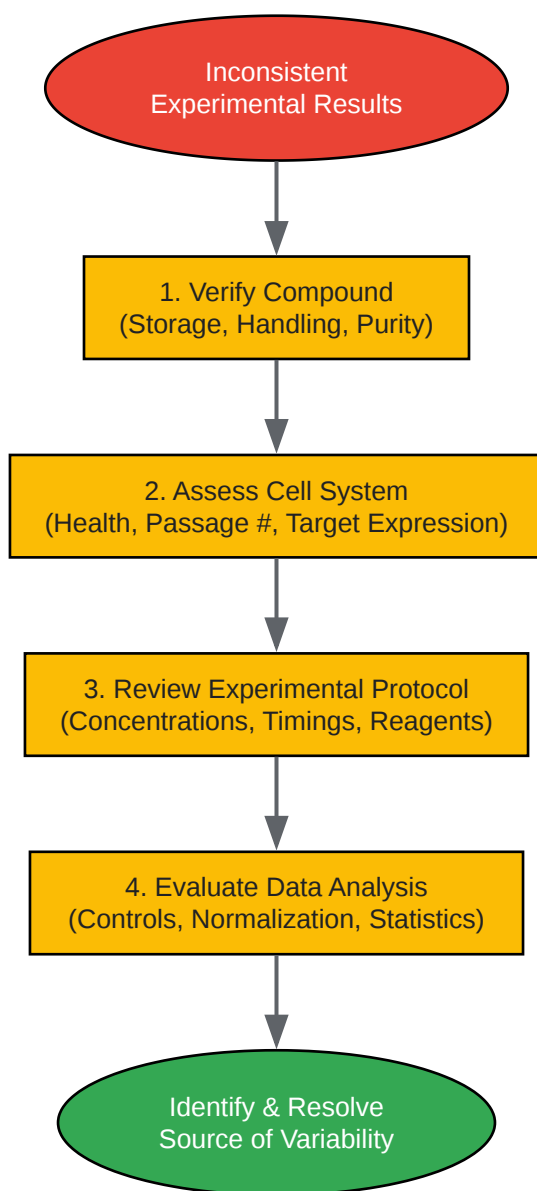 Inconsistent
Experimental Results
1. Verify Compound
(Storage, Handling, Purity)
2. Assess Cell System
(Health, Passage #, Target Expression)
3. Review Experimental Protocol
(Concentrations, Timings, Reagents)
4. Evaluate Data Analysis
(Controls, Normalization, Statistics)
Identify & Resolve
Source of Variability